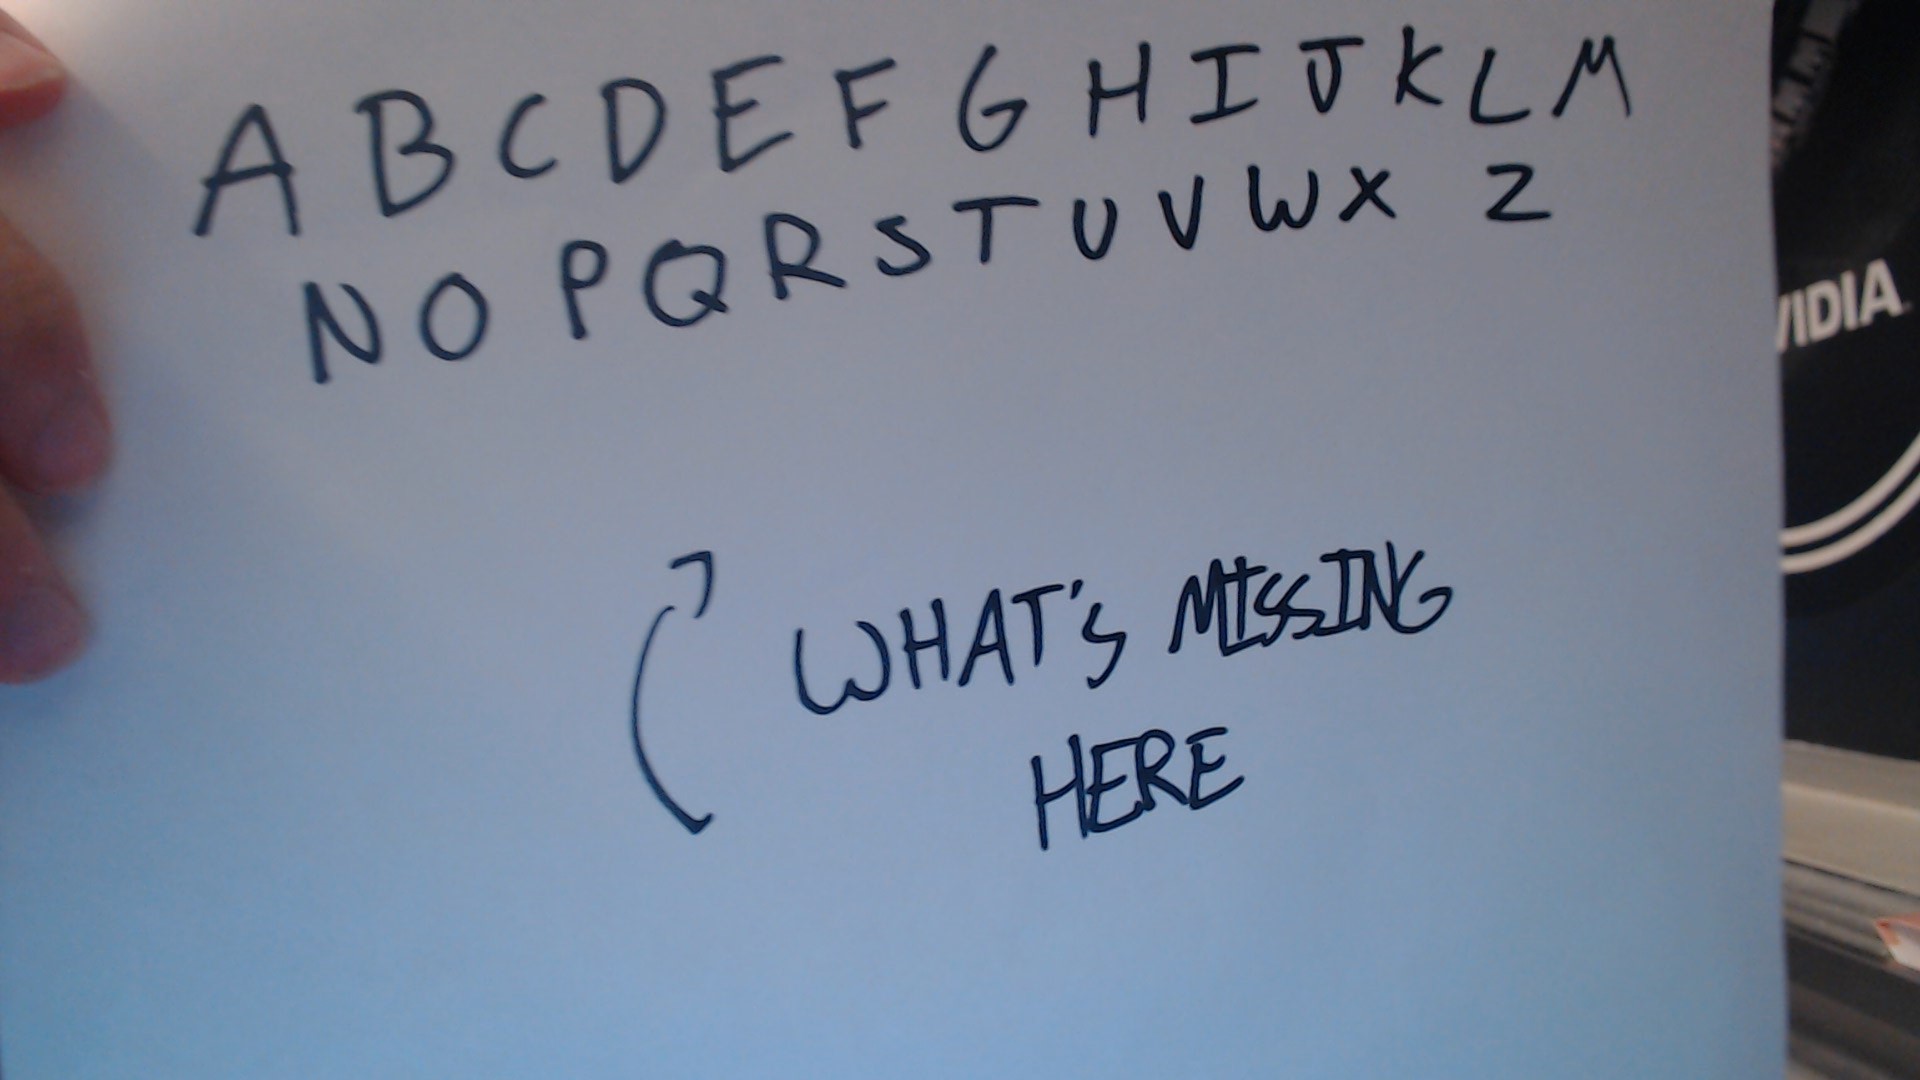 A B C D E F G H I J K L M
N O P Q R S T U V W X Z
WHAT'S MISSING
HERE
VIDIA